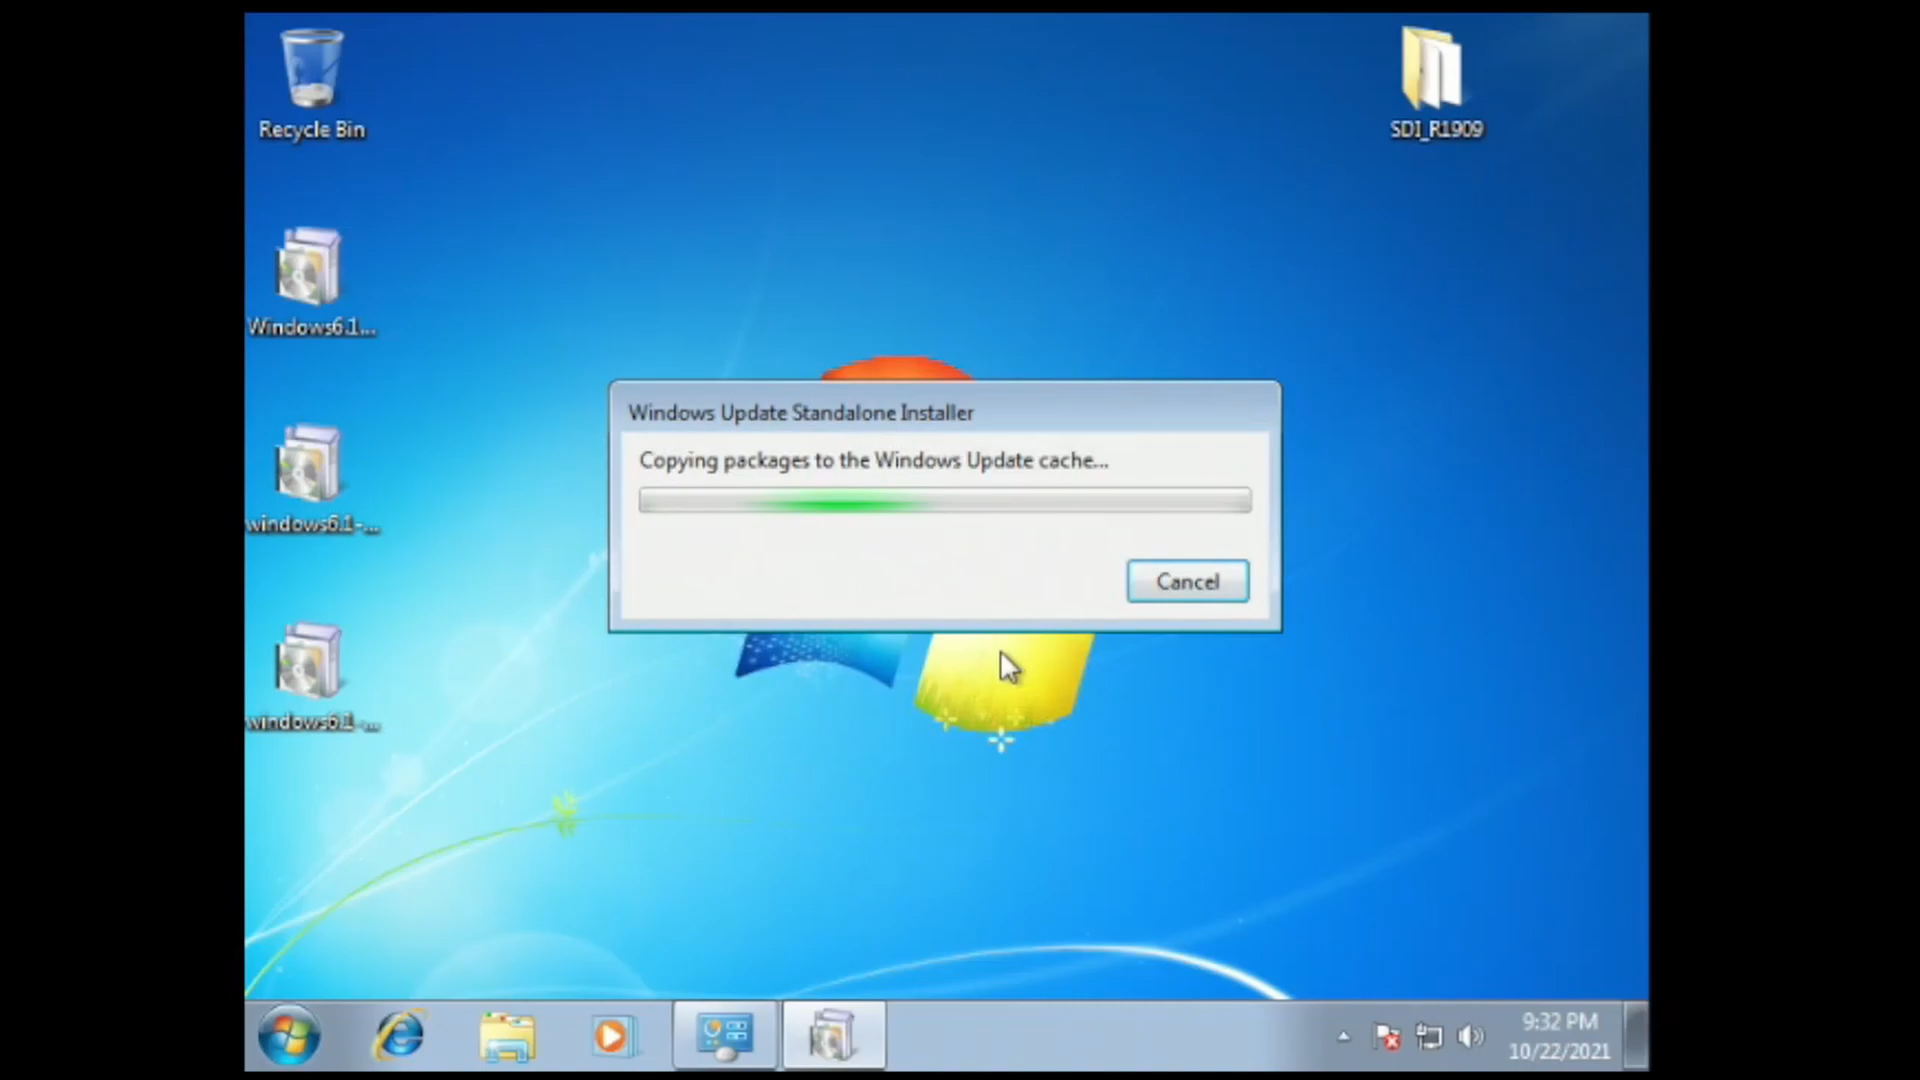 Recycle Bin
SDI_R1909
Windows6.1...
windows6.1-...
windows6.1-...
Windows Update Standalone Installer
Copying packages to the Windows Update cache...
Cancel
9:32 PM
10/22/2021